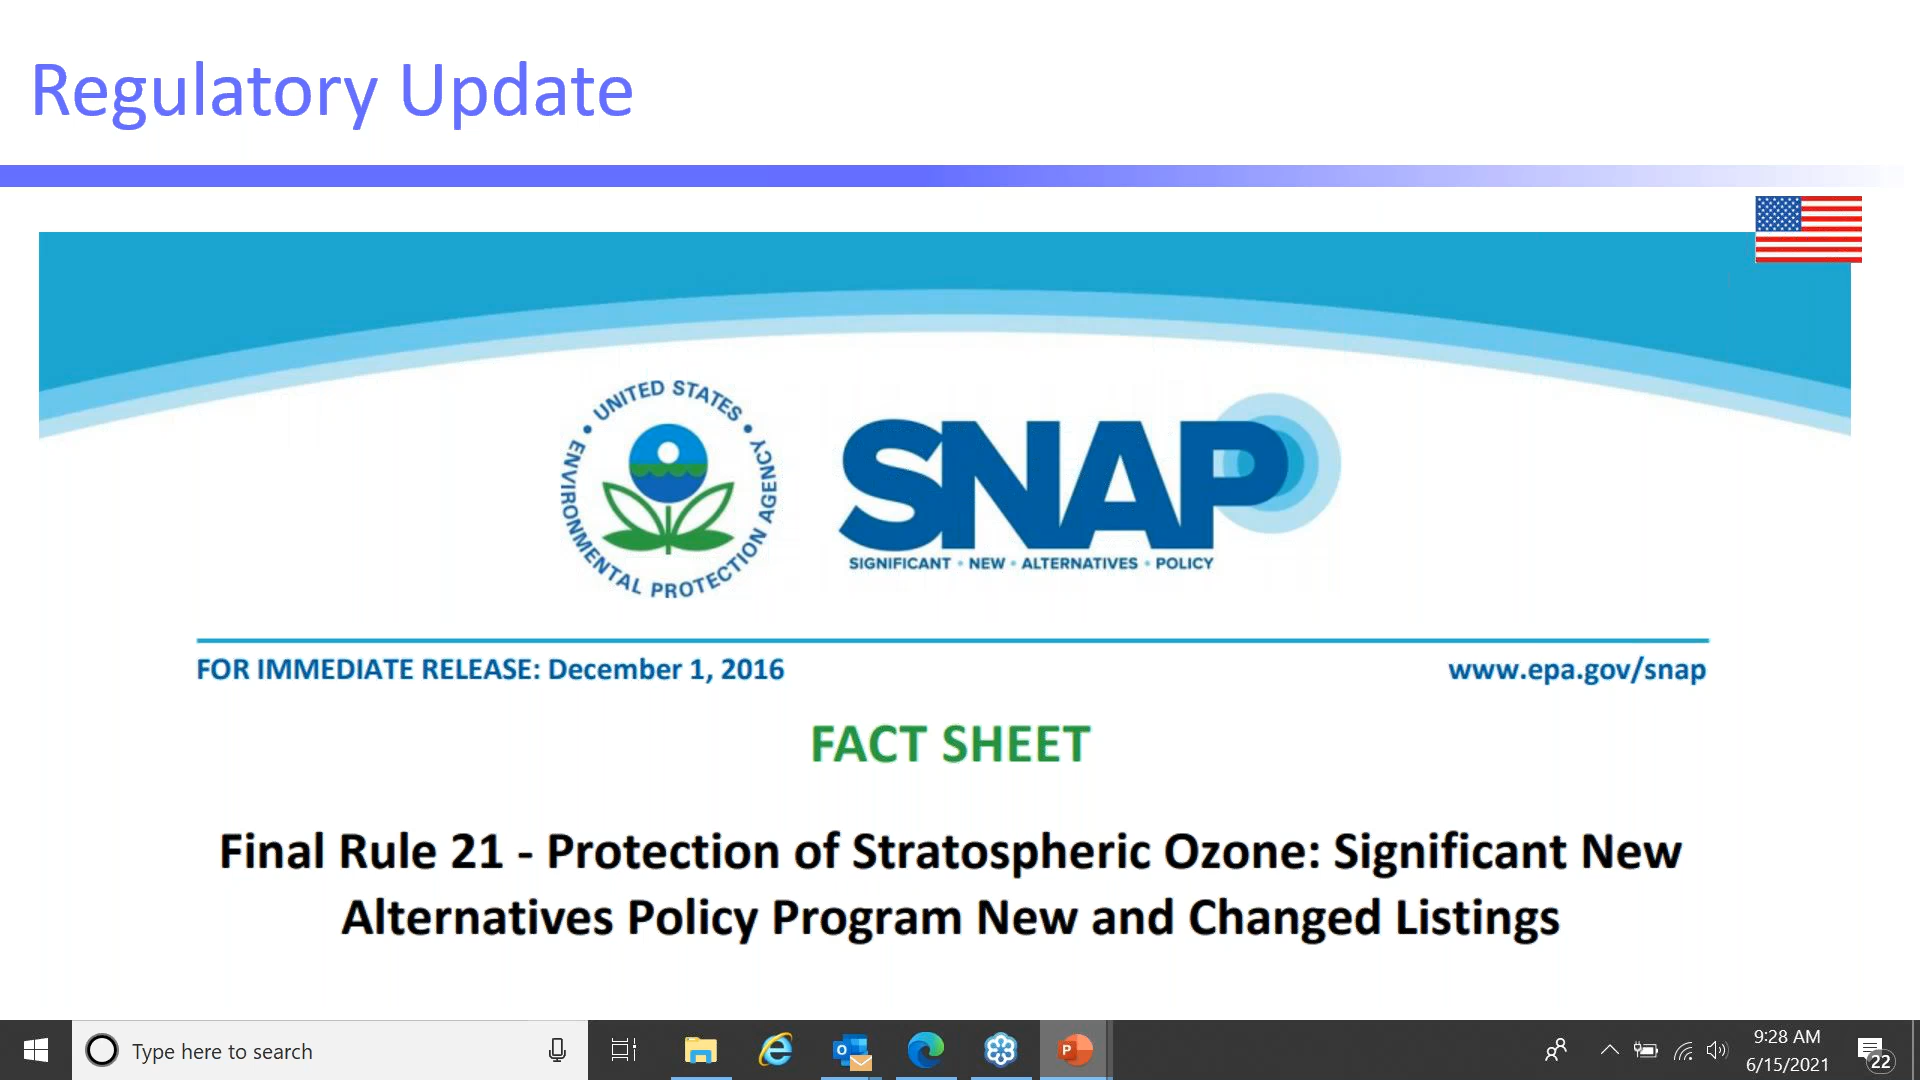 Regulatory Update
UNITED STATES
ENVIRONMENTAL PROTECTION AGENCY
SNAP
SIGNIFICANT • NEW • ALTERNATIVES • POLICY
FOR IMMEDIATE RELEASE: December 1, 2016
www.epa.gov/snap
FACT SHEET
Final Rule 21 - Protection of Stratospheric Ozone: Significant New
Alternatives Policy Program New and Changed Listings
Type here to search
9:28 AM
6/15/2021
22